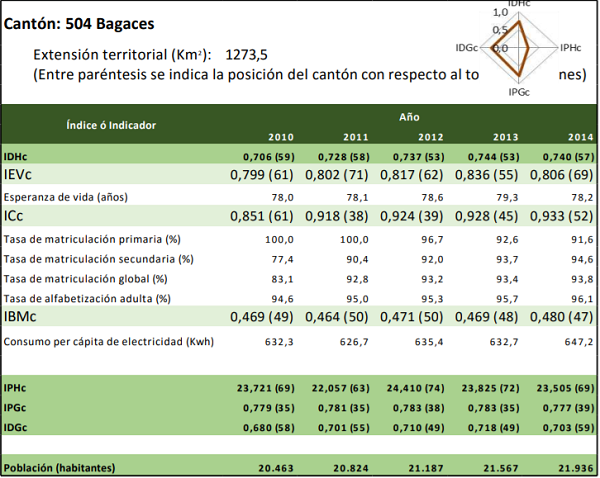 Cantón: 504 Bagaces
IDHc
1,0
0,8
0,5
0,3
0,0
IDGc
IPHc
IPGc
Extensión territorial (Km²): 1273,5
(Entre paréntesis se indica la posición del cantón con respecto al to nes)
Índice ó Indicador Año
2010 2011 2012 2013 2014
IDHc 0,706 (59) 0,728 (58) 0,737 (53) 0,744 (53) 0,740 (57)
IEVc 0,799 (61) 0,802 (71) 0,817 (62) 0,836 (55) 0,806 (69)
Esperanza de vida (años) 78,0 78,1 78,6 79,3 78,2
ICc 0,851 (61) 0,918 (38) 0,924 (39) 0,928 (45) 0,933 (52)
Tasa de matriculación primaria (%) 100,0 100,0 96,7 92,6 91,6
Tasa de matriculación secundaria (%) 77,4 90,4 92,0 93,7 94,6
Tasa de matriculación global (%) 83,1 92,8 93,2 93,4 93,8
Tasa de alfabetización adulta (%) 94,6 95,0 95,3 95,7 96,1
IBMc 0,469 (49) 0,464 (50) 0,471 (50) 0,469 (48) 0,480 (47)
Consumo per cápita de electricidad (Kwh) 632,3 626,7 635,4 632,7 647,2
IPHc 23,721 (69) 22,057 (63) 24,410 (74) 23,825 (72) 23,505 (69)
IPGc 0,779 (35) 0,781 (35) 0,783 (38) 0,783 (35) 0,777 (39)
IDGc 0,680 (58) 0,701 (55) 0,710 (49) 0,718 (49) 0,703 (59)
Población (habitantes) 20.463 20.824 21.187 21.567 21.936